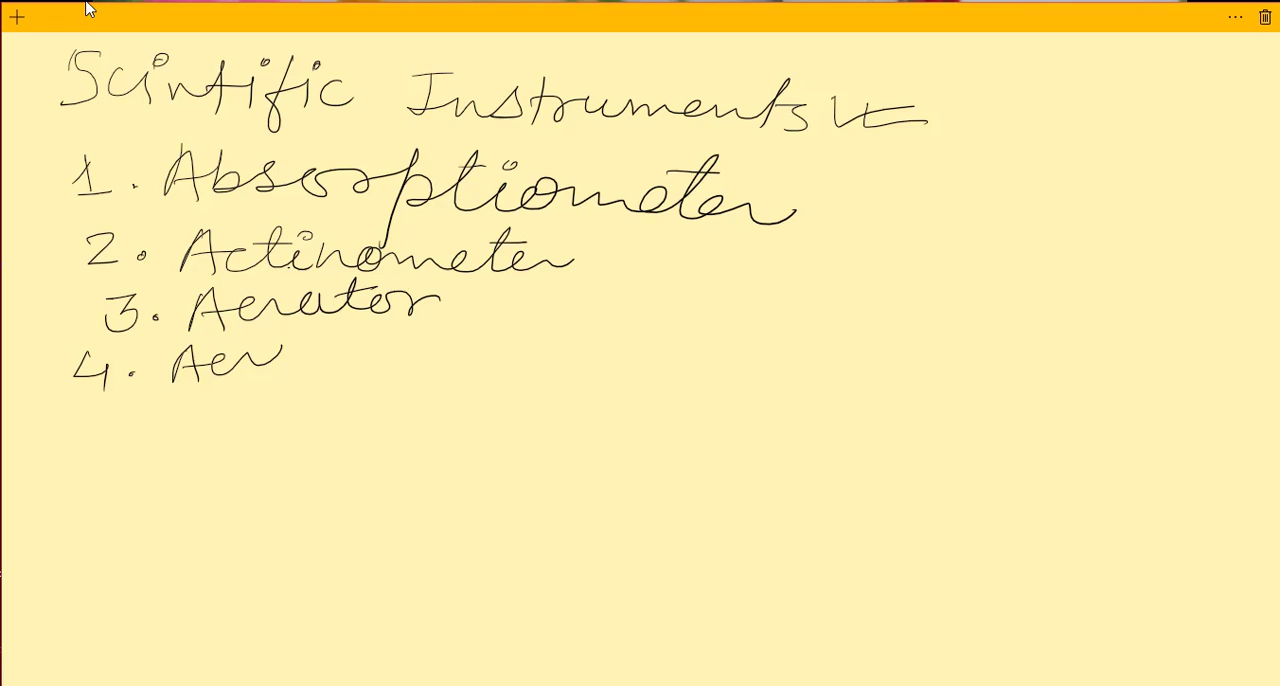 Scintific Instruments
1. Absorptiometer
2. Actinometer
3. Aerator
4. Aer